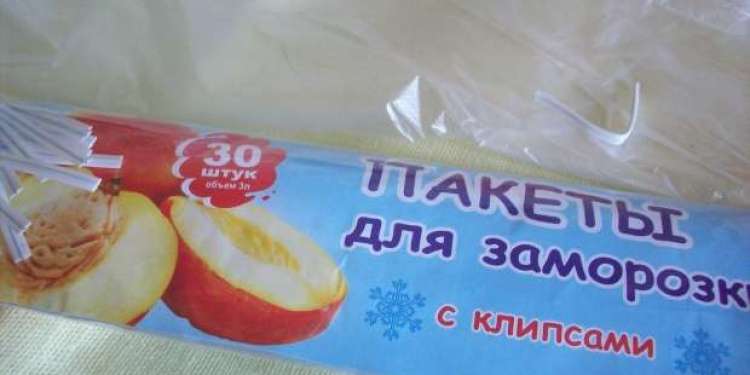 30
штук
объем 3л
ПАКЕТЫ
для заморозки
с клипсами